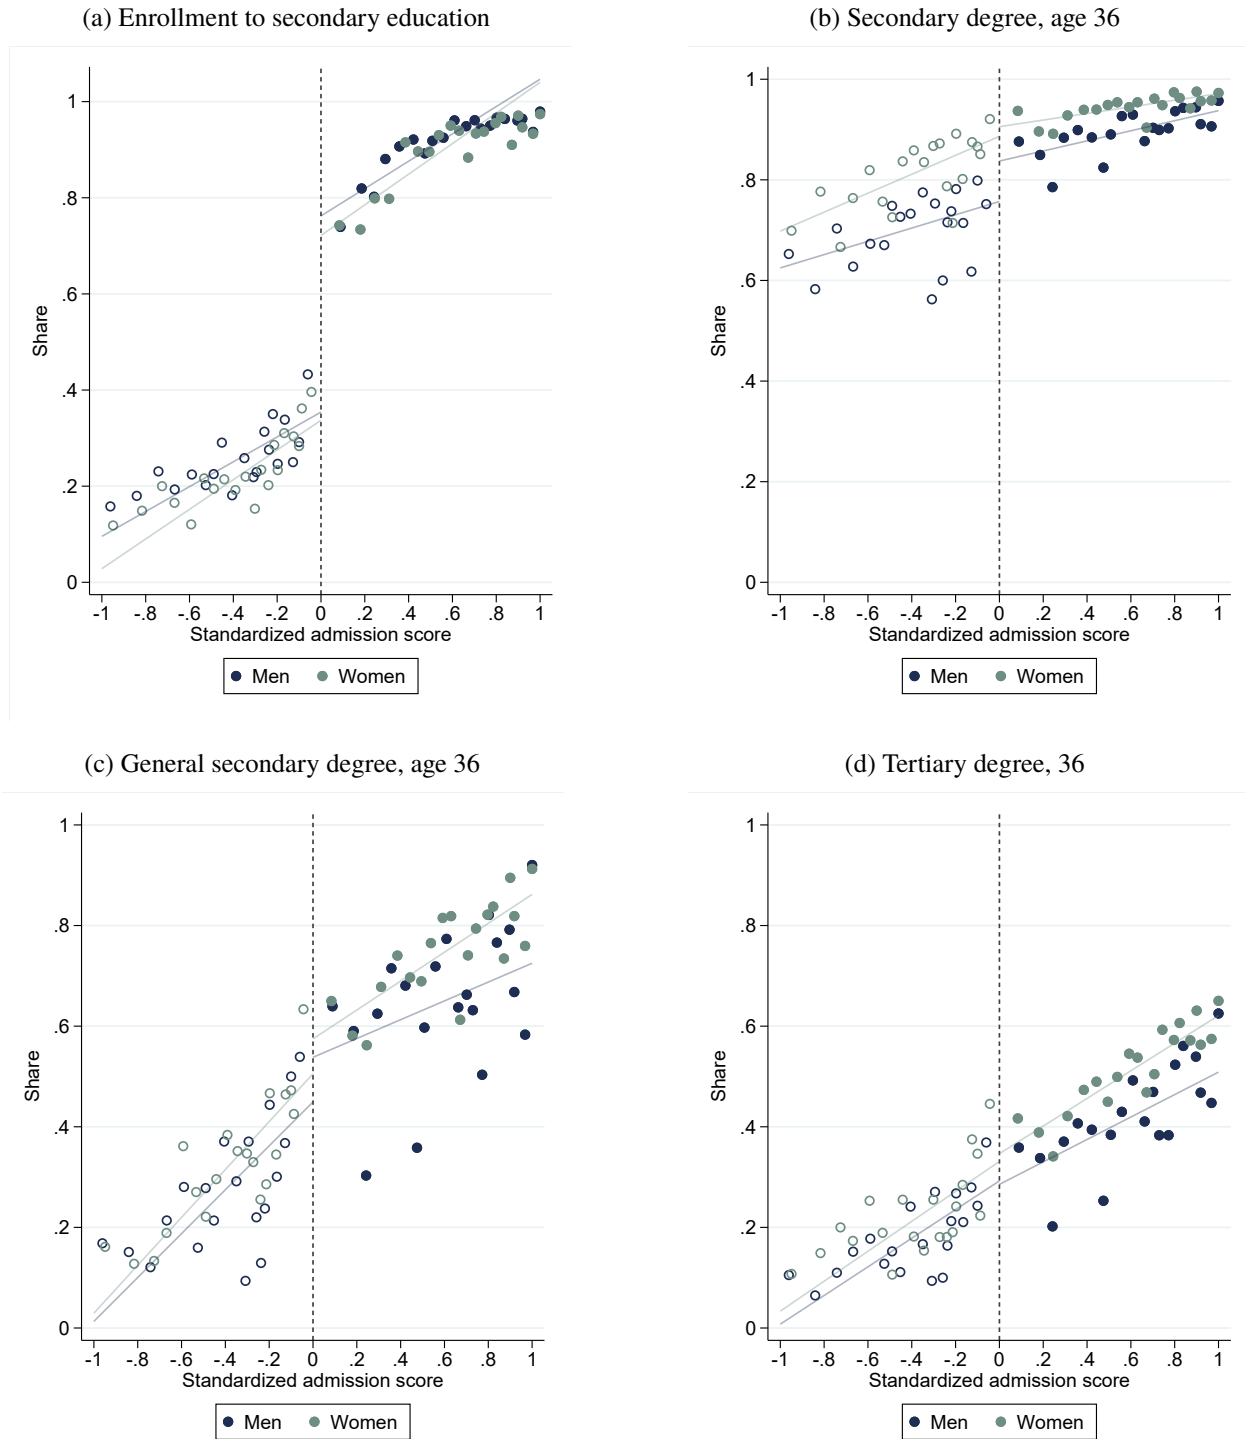 (a) Enrollment to secondary education
1
.8
.6
.4
.2
0
Share
-1 -.8 -.6 -.4 -.2 0 .2 .4 .6 .8 1
Standardized admission score
Men Women
(b) Secondary degree, age 36
1
.8
.6
.4
.2
0
Share
-1 -.8 -.6 -.4 -.2 0 .2 .4 .6 .8 1
Standardized admission score
Men Women
(c) General secondary degree, age 36
1
.8
.6
.4
.2
0
Share
-1 -.8 -.6 -.4 -.2 0 .2 .4 .6 .8 1
Standardized admission score
Men Women
(d) Tertiary degree, 36
1
.8
.6
.4
.2
0
Share
-1 -.8 -.6 -.4 -.2 0 .2 .4 .6 .8 1
Standardized admission score
Men Women